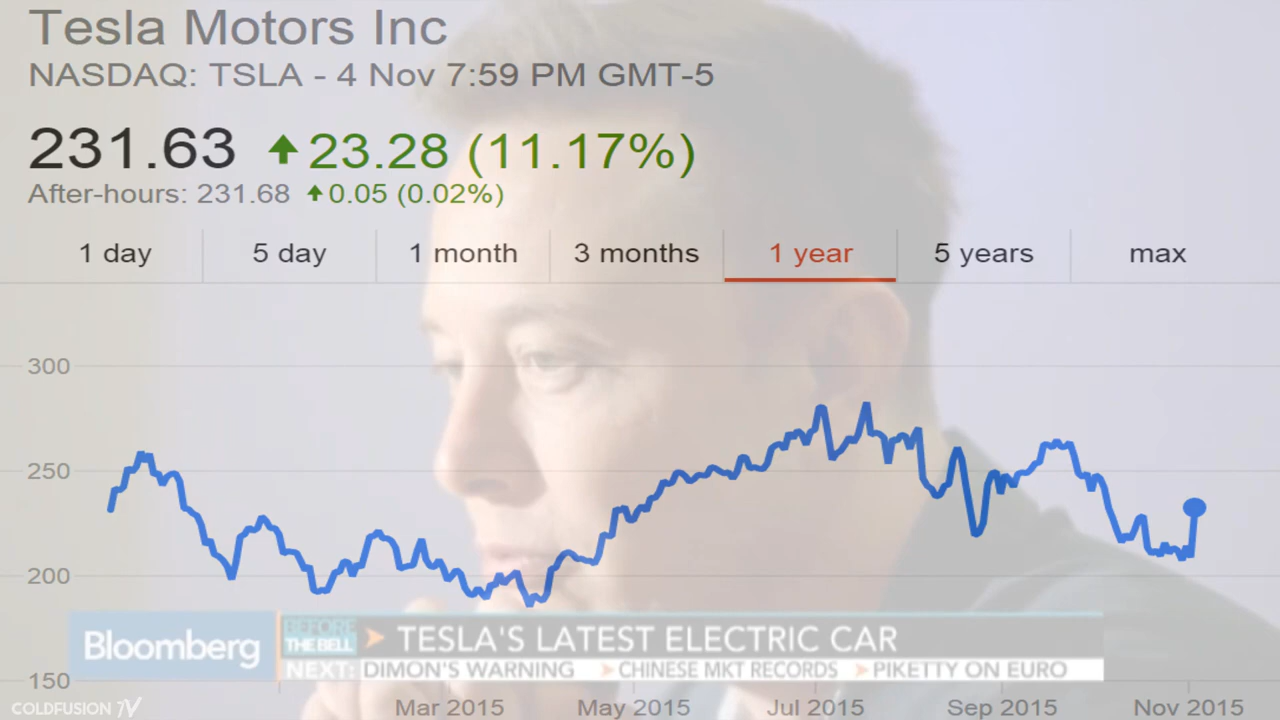 Tesla Motors Inc
NASDAQ: TSLA - 4 Nov 7:59 PM GMT-5
231.63 23.28 (11.17%)
After-hours: 231.68 0.05 (0.02%)
1 day 5 day 1 month 3 months 1 year 5 years max
300
250
200
Bloomberg
BEFORE
THE BELL
TESLA'S LATEST ELECTRIC CAR
NEXT: DIMON'S WARNING CHINESE MKT RECORDS PIKETTY ON EURO
150
Mar 2015 May 2015 Jul 2015 Sep 2015 Nov 2015
COLDFUSION TV